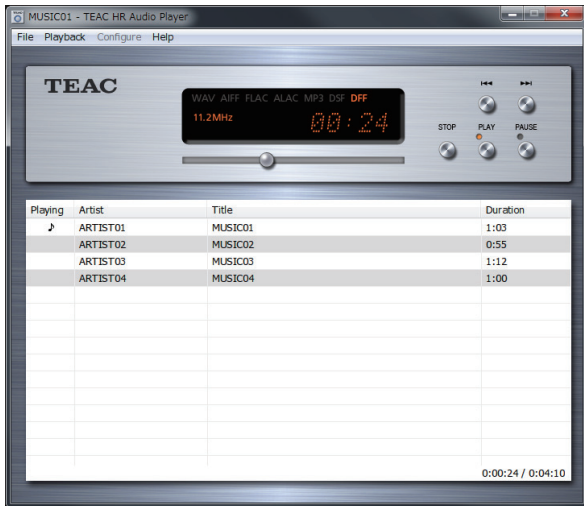 MUSIC01 - TEAC HR Audio Player
File Playback Configure Help
TEAC
WAV AIFF FLAC ALAC MP3 DSF DFF
11.2MHz
00:24
STOP PLAY PAUSE
Playing Artist Title Duration
♪ ARTIST01 MUSIC01 1:03
ARTIST02 MUSIC02 0:55
ARTIST03 MUSIC03 1:12
ARTIST04 MUSIC04 1:00
0:00:24 / 0:04:10